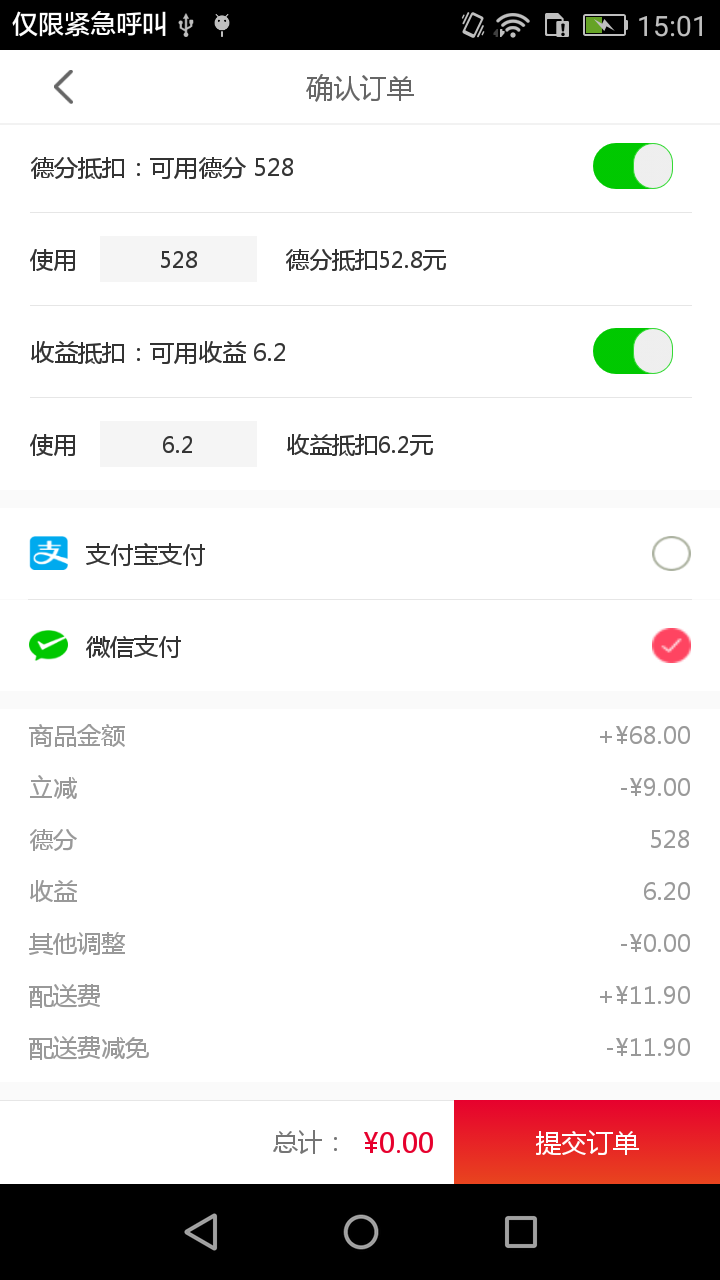 仅限紧急呼叫 15:01
确认订单
德分抵扣：可用德分 528
使用 528 德分抵扣52.8元
收益抵扣：可用收益 6.2
使用 6.2 收益抵扣6.2元
支 支付宝支付
微信支付
商品金额 +¥68.00
立减 -¥9.00
德分 528
收益 6.20
其他调整 -¥0.00
配送费 +¥11.90
配送费减免 -¥11.90
总计： ¥0.00 提交订单